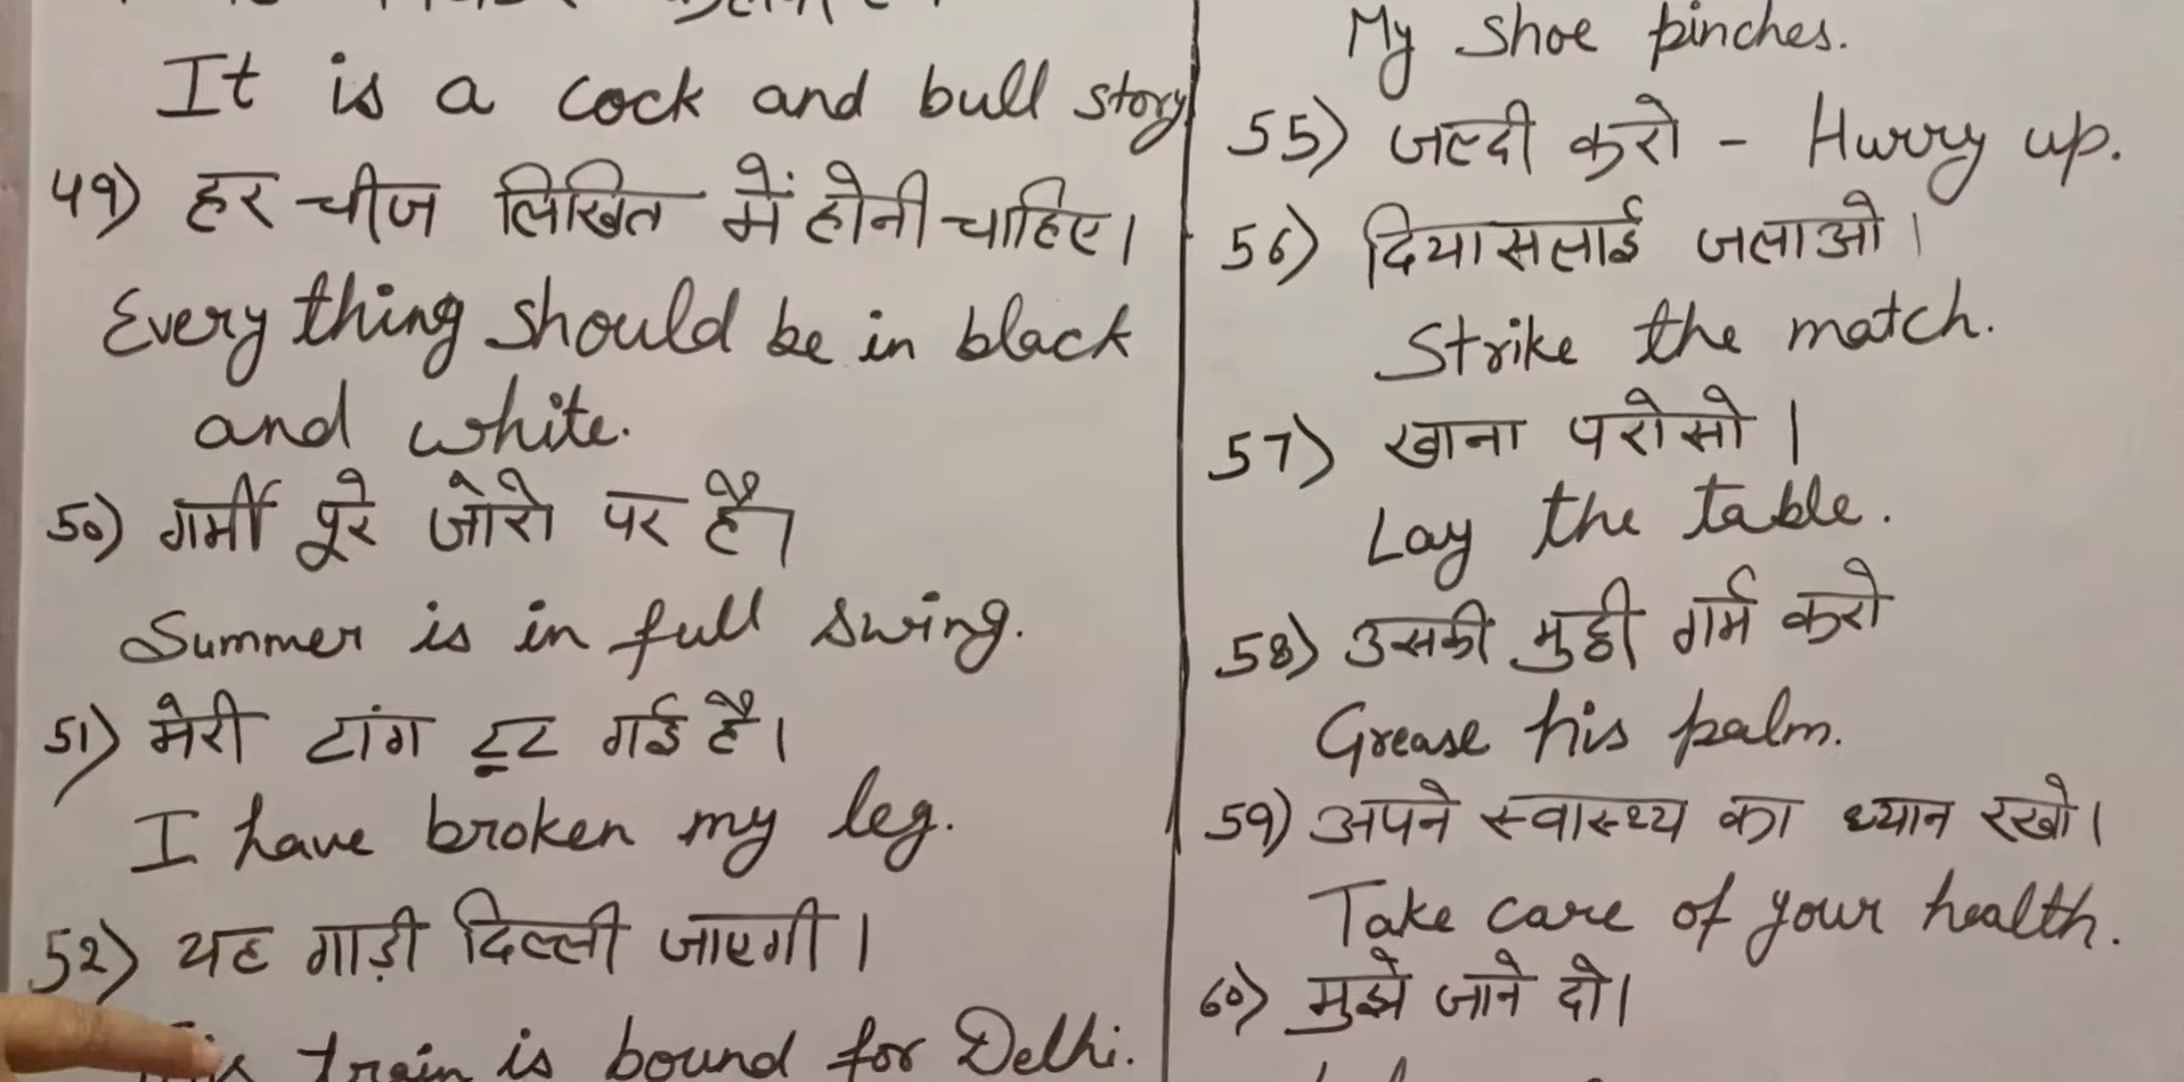 It is a cock and bull story
49) हर चीज लिखित में होनी चाहिए।
Every thing should be in black
and white.
50) गर्मी पूरे जोरो पर है।
Summer is in full swing.
51) मेरी टांग टूट गई है।
I have broken my leg.
52) यह गाड़ी दिल्ली जाएगी।
train is bound for Delhi.
My shoe pinches.
55) जल्दी करो - Hurry up.
56) दियासलाई जलाओ।
Strike the match.
57) खाना परोसो।
Lay the table.
58) उसकी मुठ्ठी गर्म करो
Grease his palm.
59) अपने स्वास्थ्य का ध्यान रखो।
Take care of your health.
60) मुझे जाने दो।